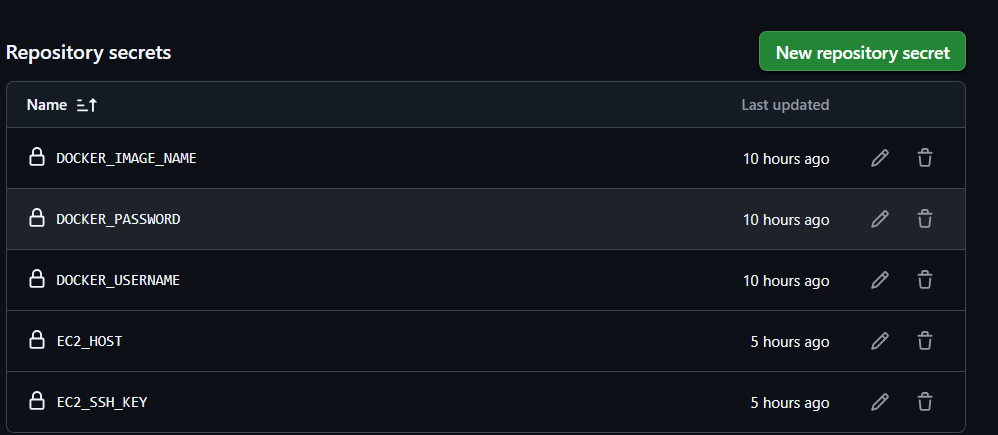 Repository secrets
New repository secret
Name
Last updated
DOCKER_IMAGE_NAME 10 hours ago
DOCKER_PASSWORD 10 hours ago
DOCKER_USERNAME 10 hours ago
EC2_HOST 5 hours ago
EC2_SSH_KEY 5 hours ago